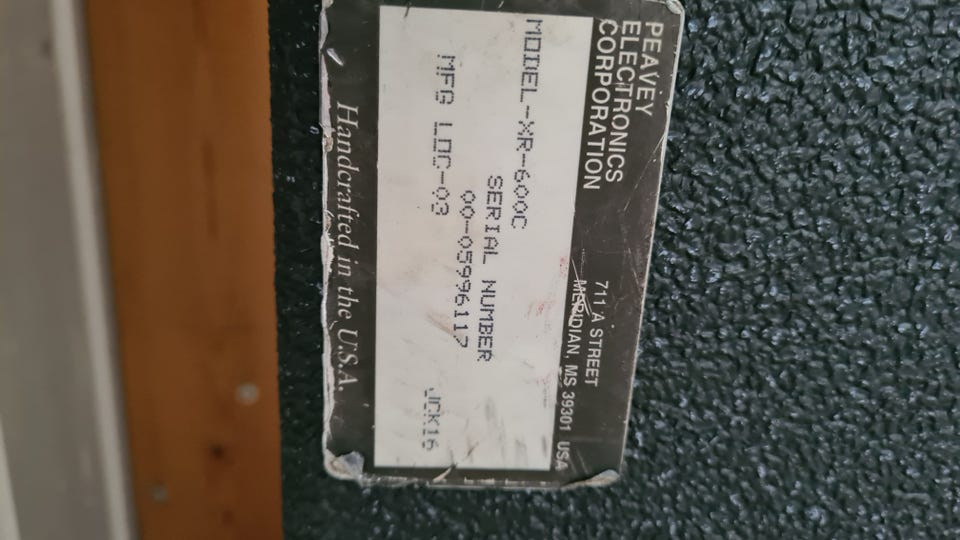 PEAVEY
ELECTRONICS
CORPORATION
711 A STREET
MERIDIAN, MS 39301 USA
MODEL-XR-600C
SERIAL NUMBER
00-05996117
MFG LOC-03
JCK16
Handcrafted in the U.S.A.